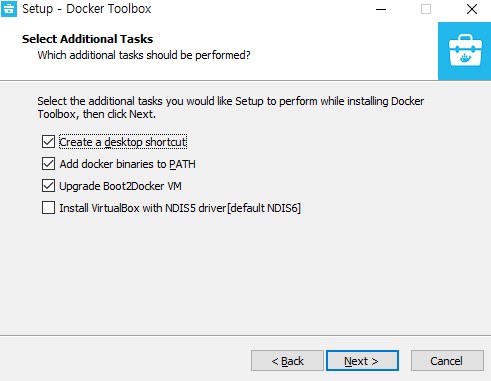 Setup - Docker Toolbox
Select Additional Tasks
Which additional tasks should be performed?
Select the additional tasks you would like Setup to perform while installing Docker
Toolbox, then click Next.
Create a desktop shortcut
Add docker binaries to PATH
Upgrade Boot2Docker VM
Install VirtualBox with NDIS5 driver[default NDIS6]
< Back
Next >
Cancel